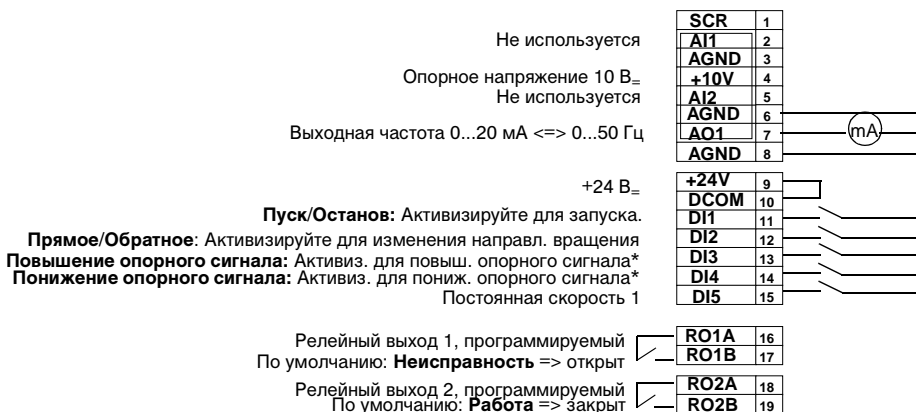 SCR 1
Не используется AI1 2
AGND 3
Опорное напряжение 10 В= +10V 4
Не используется AI2 5
AGND 6
Выходная частота 0...20 мА <=> 0...50 Гц AO1 7 mA
AGND 8
+24 В= +24V 9
DCOM 10
Пуск/Останов: Активизируйте для запуска. DI1 11
Прямое/Обратное: Активизируйте для изменения направл. вращения DI2 12
Повышение опорного сигнала: Активиз. для повыш. опорного сигнала* DI3 13
Понижение опорного сигнала: Активиз. для пониж. опорного сигнала* DI4 14
Постоянная скорость 1 DI5 15
Релейный выход 1, программируемый RO1A 16
По умолчанию: Неисправность => открыт RO1B 17
Релейный выход 2, программируемый RO2A 18
По умолчанию: Работа => закрыт RO2B 19